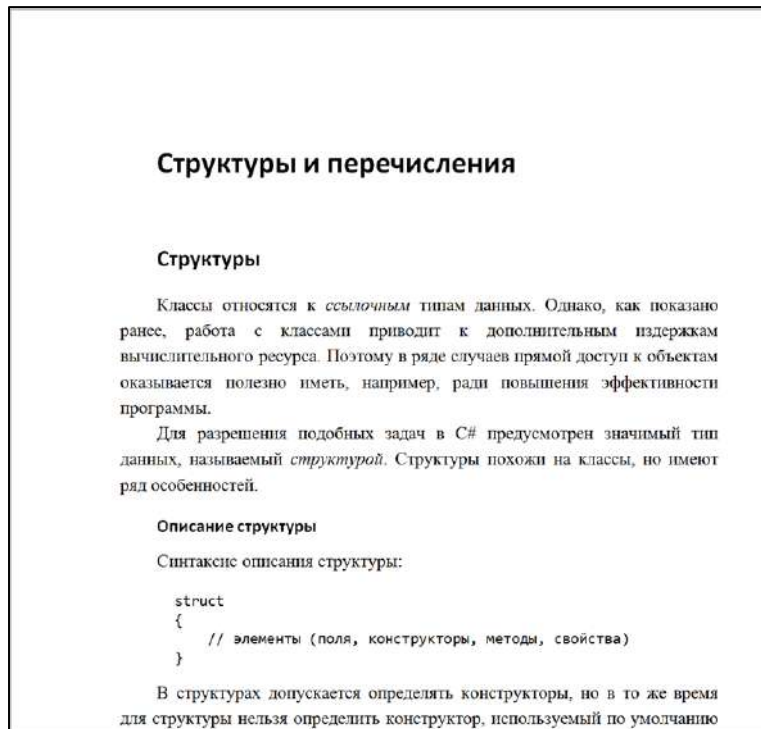 Структуры и перечисления
Структуры
Классы относятся к ссылочным типам данных. Однако, как показано
ранее, работа с классами приводит к дополнительным издержкам
вычислительного ресурса. Поэтому в ряде случаев прямой доступ к объектам
оказывается полезно иметь, например, ради повышения эффективности
программы.
Для разрешения подобных задач в C# предусмотрен значимый тип
данных, называемый структурой. Структуры похожи на классы, но имеют
ряд особенностей.
Описание структуры
Синтаксис описания структуры:
struct
{
// элементы (поля, конструкторы, методы, свойства)
}
В структурах допускается определять конструкторы, но в то же время
для структуры нельзя определить конструктор, используемый по умолчанию